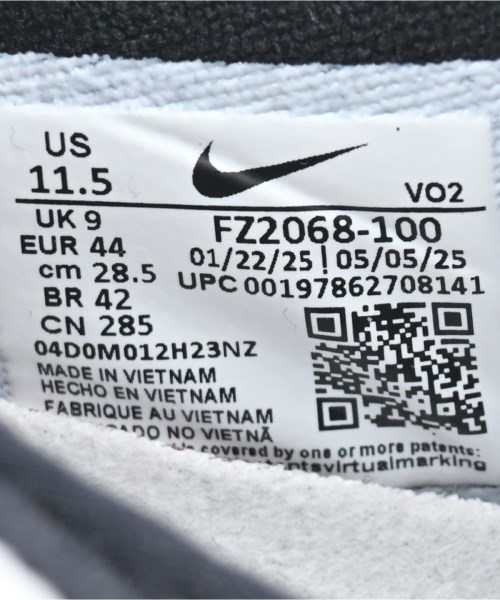 US
11.5
VO2
UK 9
FZ2068-100
EUR 44
01/22/25 | 05/05/25
cm 28.5
UPC 00197862708141
BR 42
CN 285
04D0M012H23NZ
MADE IN VIETNAM
HECHO EN VIETNAM
FABRIQUE AU VIETNAM
NO VIETNÃ
is covered by one or more patents: